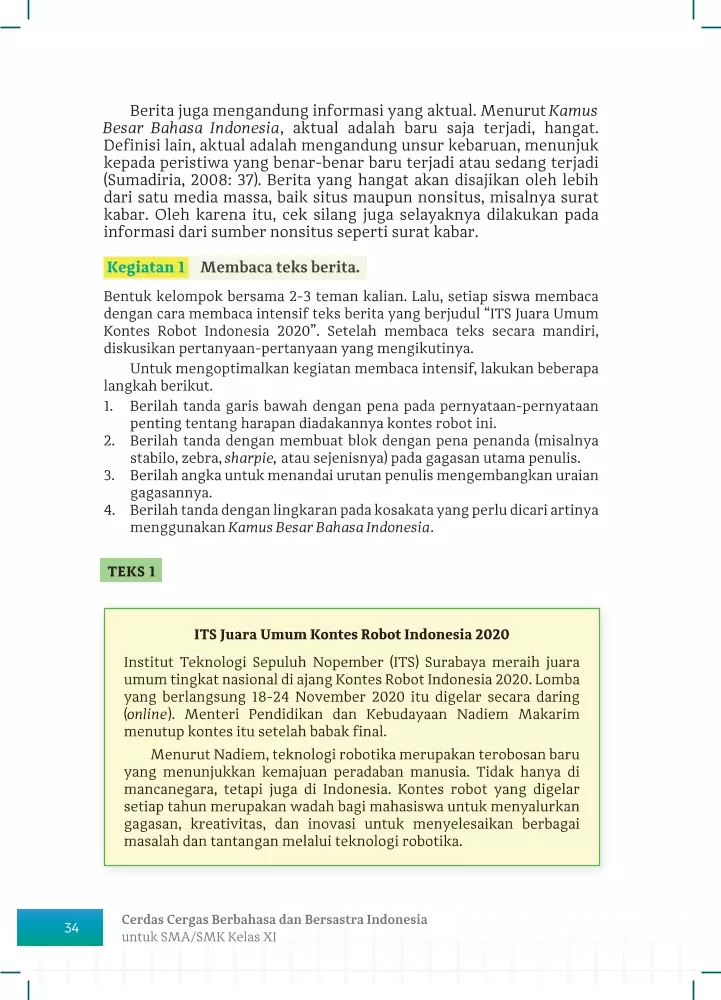 Berita juga mengandung informasi yang aktual. Menurut Kamus
Besar Bahasa Indonesia, aktual adalah baru saja terjadi, hangat.
Definisi lain, aktual adalah mengandung unsur kebaruan, menunjuk
kepada peristiwa yang benar-benar baru terjadi atau sedang terjadi
(Sumadiria, 2008: 37). Berita yang hangat akan disajikan oleh lebih
dari satu media massa, baik situs maupun nonsitus, misalnya surat
kabar. Oleh karena itu, cek silang juga selayaknya dilakukan pada
informasi dari sumber nonsitus seperti surat kabar.
Kegiatan 1 Membaca teks berita.
Bentuk kelompok bersama 2-3 teman kalian. Lalu, setiap siswa membaca
dengan cara membaca intensif teks berita yang berjudul “ITS Juara Umum
Kontes Robot Indonesia 2020”. Setelah membaca teks secara mandiri,
diskusikan pertanyaan-pertanyaan yang mengikutinya.
Untuk mengoptimalkan kegiatan membaca intensif, lakukan beberapa
langkah berikut.
1. Berilah tanda garis bawah dengan pena pada pernyataan-pernyataan
penting tentang harapan diadakannya kontes robot ini.
2. Berilah tanda dengan membuat blok dengan pena penanda (misalnya
stabilo, zebra, sharpie, atau sejenisnya) pada gagasan utama penulis.
3. Berilah angka untuk menandai urutan penulis mengembangkan uraian
gagasannya.
4. Berilah tanda dengan lingkaran pada kosakata yang perlu dicari artinya
menggunakan Kamus Besar Bahasa Indonesia.
TEKS 1
ITS Juara Umum Kontes Robot Indonesia 2020
Institut Teknologi Sepuluh Nopember (ITS) Surabaya meraih juara
umum tingkat nasional di ajang Kontes Robot Indonesia 2020. Lomba
yang berlangsung 18-24 November 2020 itu digelar secara daring
(online). Menteri Pendidikan dan Kebudayaan Nadiem Makarim
menutup kontes itu setelah babak final.
Menurut Nadiem, teknologi robotika merupakan terobosan baru
yang menunjukkan kemajuan peradaban manusia. Tidak hanya di
mancanegara, tetapi juga di Indonesia. Kontes robot yang digelar
setiap tahun merupakan wadah bagi mahasiswa untuk menyalurkan
gagasan, kreativitas, dan inovasi untuk menyelesaikan berbagai
masalah dan tantangan melalui teknologi robotika.
34
Cerdas Cergas Berbahasa dan Bersastra Indonesia
untuk SMA/SMK Kelas XI